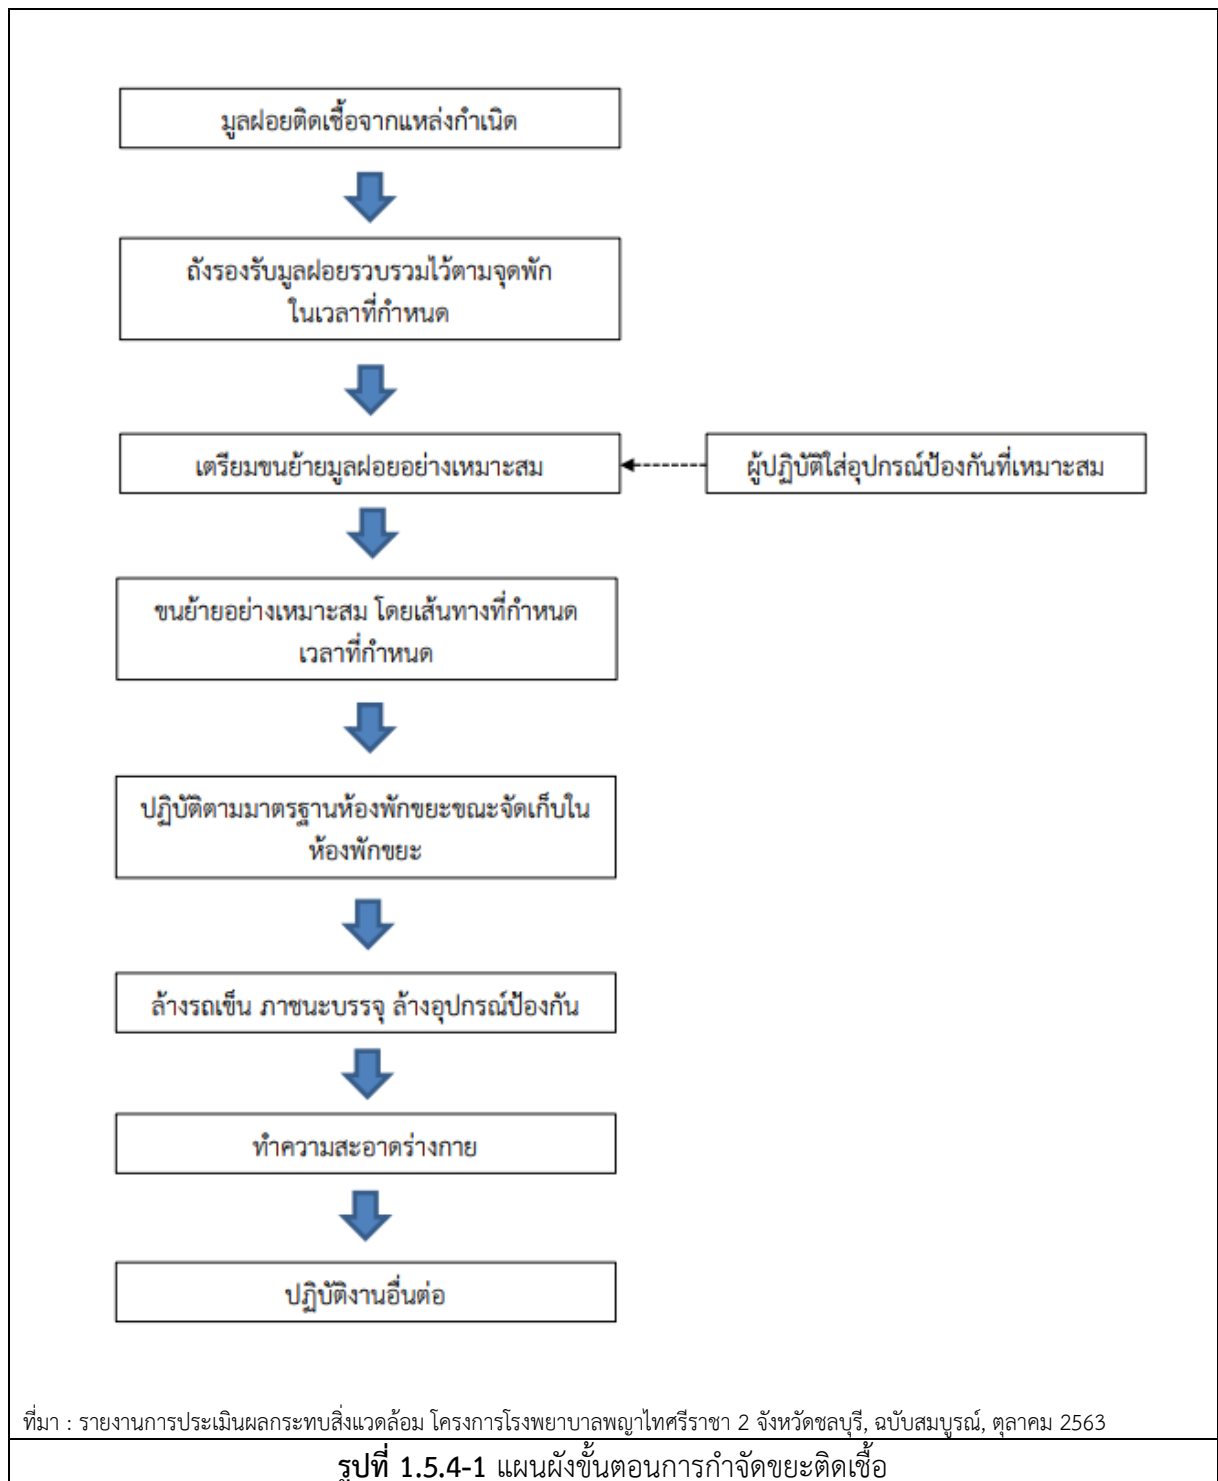 มูลฝอยติดเชื้อจากแหล่งกำเนิด
ถังรองรับมูลฝอยรวบรวมไว้ตามจุดพัก
ในเวลาที่กำหนด
เตรียมขนย้ายมูลฝอยอย่างเหมาะสม
ผู้ปฏิบัติใส่อุปกรณ์ป้องกันที่เหมาะสม
ขนย้ายอย่างเหมาะสม โดยเส้นทางที่กำหนด
เวลาที่กำหนด
ปฏิบัติตามมาตรฐานห้องพักขยะขณะจัดเก็บใน
ห้องพักขยะ
ล้างรถเข็น ภาชนะบรรจุ ล้างอุปกรณ์ป้องกัน
ทำความสะอาดร่างกาย
ปฏิบัติงานอื่นต่อ
ที่มา : รายงานการประเมินผลกระทบสิ่งแวดล้อม โครงการโรงพยาบาลพญาไทศรีราชา 2 จังหวัดชลบุรี, ฉบับสมบูรณ์, ตุลาคม 2563
รูปที่ 1.5.4-1 แผนผังขั้นตอนการกำจัดขยะติดเชื้อ